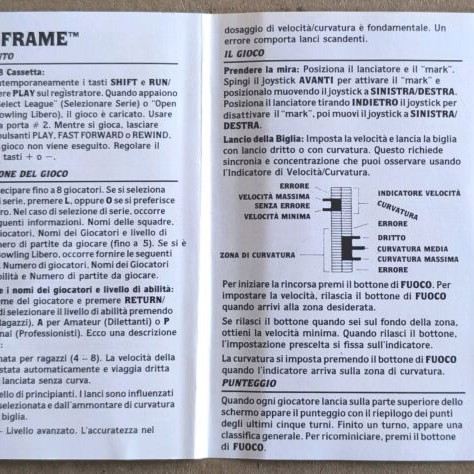 FRAME™
8 Cassetta:
temporaneamente i tasti SHIFT e RUN/
ere PLAY sul registratore. Quando appaiono
elect League" (Selezionare Serie) o "Open
owling Libero), il gioco è caricato. Usare
a porta # 2. Mentre si gioca, lasciare
ulsanti PLAY, FAST FORWARD o REWIND.
gioco non viene eseguito. Regolare il
tasti + o –.
ONE DEL GIOCO
ecipare fino a 8 giocatori. Se si seleziona
di serie, premere L, oppure O se si preferisce
ero. Nel caso di selezione di serie, occorre
guenti informazioni. Nomi delle squadre,
Giocatori, Nomi dei Giocatori e livello di
mero di partite da giocare (fino a 5). Se si è
owling Libero, occorre fornire le seguenti
Numero di giocatori, Nomi dei Giocatori
bilità e Numero di partite da giocare.
e i nomi dei giocatori e livello di abilità:
ome del giocatore e premere RETURN/
di selezionare il livello di abilità premendo
Ragazzi), A per Amateur (Dilettanti) o P
nal (Professionisti). Ecco una descrizione
:
nata per ragazzi (4 – 8). La velocità della
stata automaticamente e viaggia dritta
lanciata senza curva.
ello di principianti. I lanci sono influenzati
selezionata e dall'ammontare di curvatura
biglia.
– Livello avanzato. L'accuratezza nel
dosaggio di velocità/curvatura è fondamentale. Un
errore comporta lanci scandenti.
IL GIOCO
Prendere la mira: Posiziona il lanciatore e il "mark".
Spingi il joystick AVANTI per attivare il "mark" e
posizionalo muovendo il joystick a SINISTRA/DESTRA.
Posiziona il lanciatore tirando INDIETRO il joystick per
disattivare il "mark", poi muovi il joystick a SINISTRA/
DESTRA.
Lancio della Biglia: Imposta la velocità e lancia la biglia
con lancio dritto o con curvatura. Questo richiede
sincronia e concentrazione che puoi osservare usando
l'Indicatore di Velocità/Curvatura.
ERRORE
VELOCITÀ MASSIMA
SENZA ERRORE
VELOCITÀ MINIMA
INDICATORE VELOCITÀ
CURVATURA
ERRORE
DRITTO
ZONA DI CURVATURA
CURVATURA MEDIA
CURVATURA MASSIMA
ERRORE
Per iniziare la rincorsa premi il bottone di FUOCO. Per
impostare la velocità, rilascia il bottone di FUOCO
quando arrivi alla zona desiderata.
Se rilasci il bottone quando sei sul fondo della zona,
ottieni la velocità minima. Quando rilasci il bottone,
l'impostazione prescelta si fissa sull'indicatore.
La curvatura si imposta premendo il bottone di FUOCO
quando l'indicatore arriva sulla zona di curvatura.
PUNTEGGIO
Quando ogni giocatore lancia sulla parte superiore dello
schermo appare il punteggio con il riepilogo dei punti
degli ultimi cinque turni. Finito un turno, appare una
classifica generale. Per ricominiciare, premi il bottone
di FUOCO.